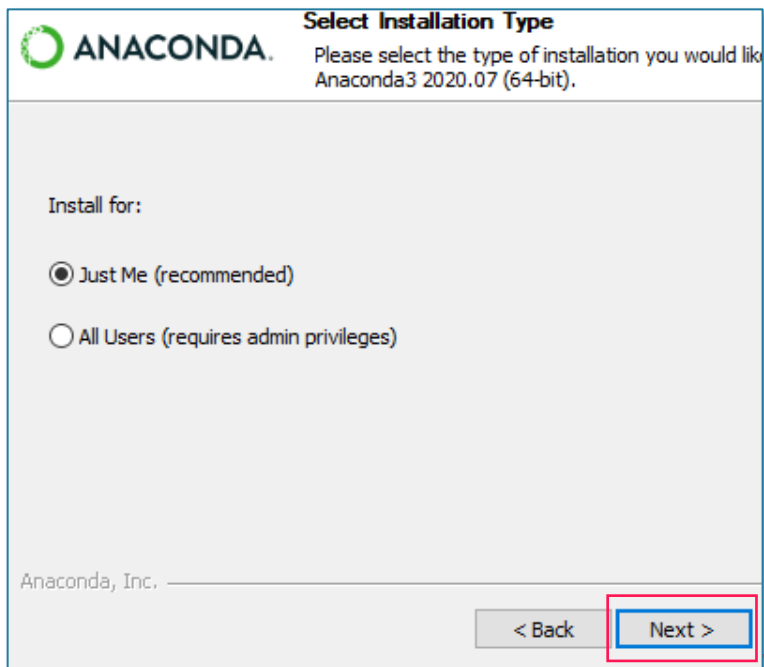 Select Installation Type
ANACONDA.
Please select the type of installation you would
Anaconda3 2020.07 (64-bit).
Install for:
Just Me (recommended)
All Users (requires admin privileges)
Anaconda, Inc.
< Back
Next >